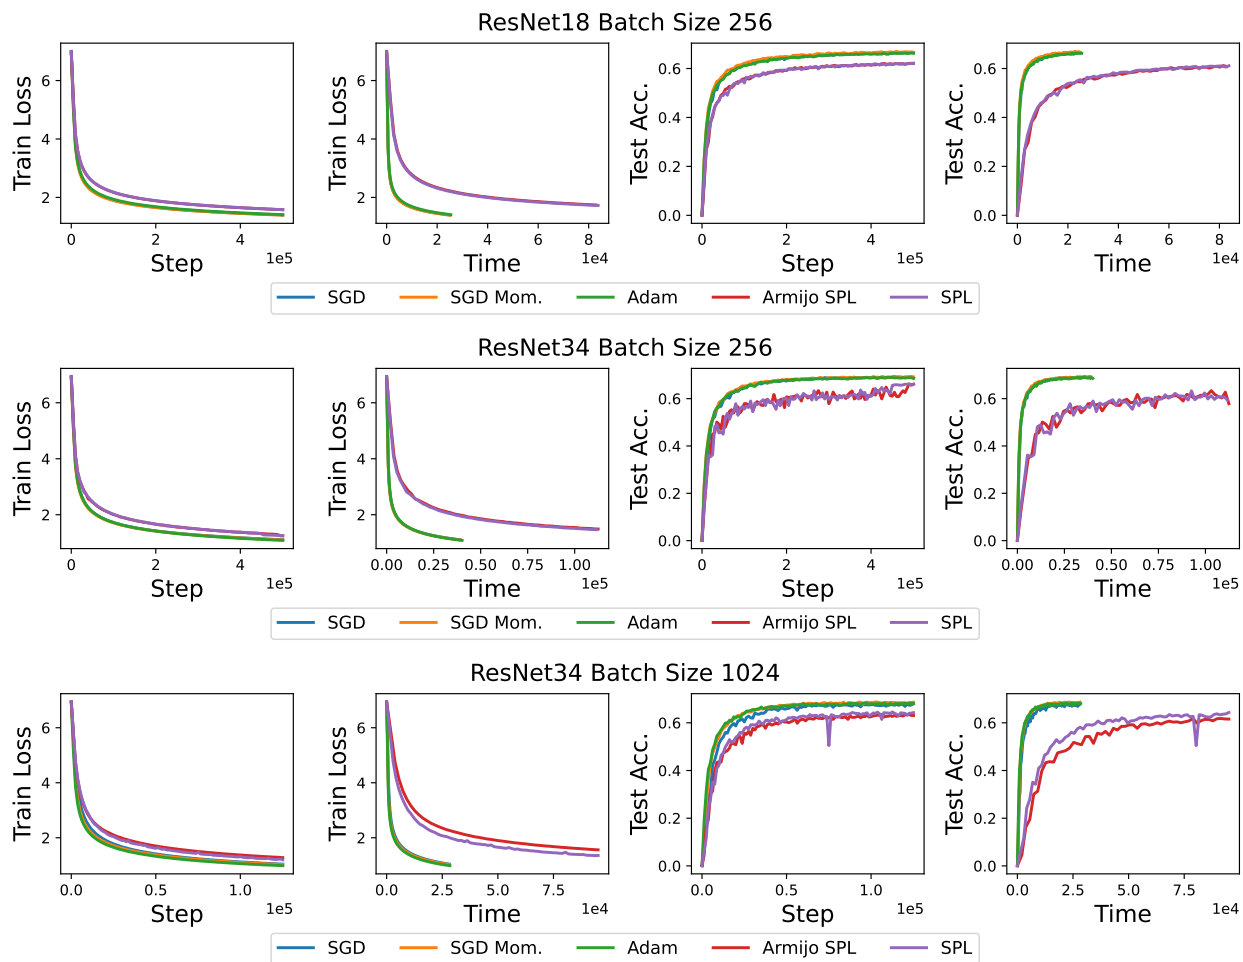 ResNet18 Batch Size 256
Train Loss
6
4
2
0 2 4
1e5
Step
Train Loss
6
4
2
0 2 4 6 8
1e4
Time
Test Acc.
0.6
0.4
0.2
0.0
0 2 4
1e5
Step
Test Acc.
0.6
0.4
0.2
0.0
0 2 4 6 8
1e4
Time
SGD SGD Mom. Adam Armijo SPL SPL
ResNet34 Batch Size 256
Train Loss
6
4
2
0 2 4
1e5
Step
Train Loss
6
4
2
0.00 0.25 0.50 0.75 1.00
1e5
Time
Test Acc.
0.6
0.4
0.2
0.0
0 2 4
1e5
Step
Test Acc.
0.6
0.4
0.2
0.0
0.00 0.25 0.50 0.75 1.00
1e5
Time
SGD SGD Mom. Adam Armijo SPL SPL
ResNet34 Batch Size 1024
Train Loss
6
4
2
0.0 0.5 1.0
1e5
Step
Train Loss
6
4
2
0.0 2.5 5.0 7.5
1e4
Time
Test Acc.
0.6
0.4
0.2
0.0
0.0 0.5 1.0
1e5
Step
Test Acc.
0.6
0.4
0.2
0.0
0.0 2.5 5.0 7.5
1e4
Time
SGD SGD Mom. Adam Armijo SPL SPL